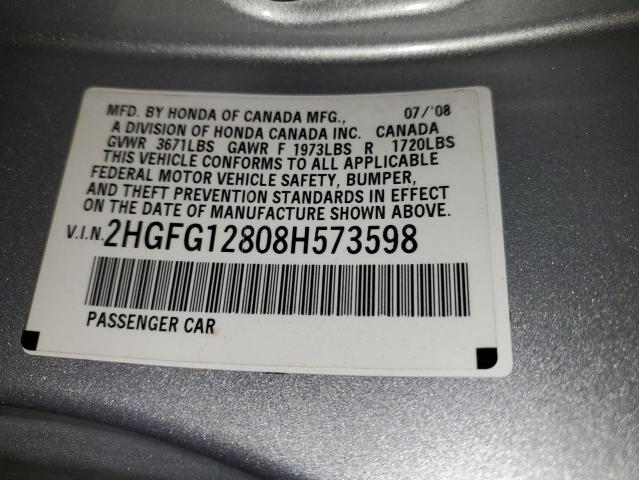 MFD. BY HONDA OF CANADA MFG., 07/'08
A DIVISION OF HONDA CANADA INC. CANADA
GVWR 3671LBS GAWR F 1973LBS R 1720LBS
THIS VEHICLE CONFORMS TO ALL APPLICABLE
FEDERAL MOTOR VEHICLE SAFETY, BUMPER,
AND THEFT PREVENTION STANDARDS IN EFFECT
ON THE DATE OF MANUFACTURE SHOWN ABOVE.
V.I.N. 2HGFG12808H573598
PASSENGER CAR